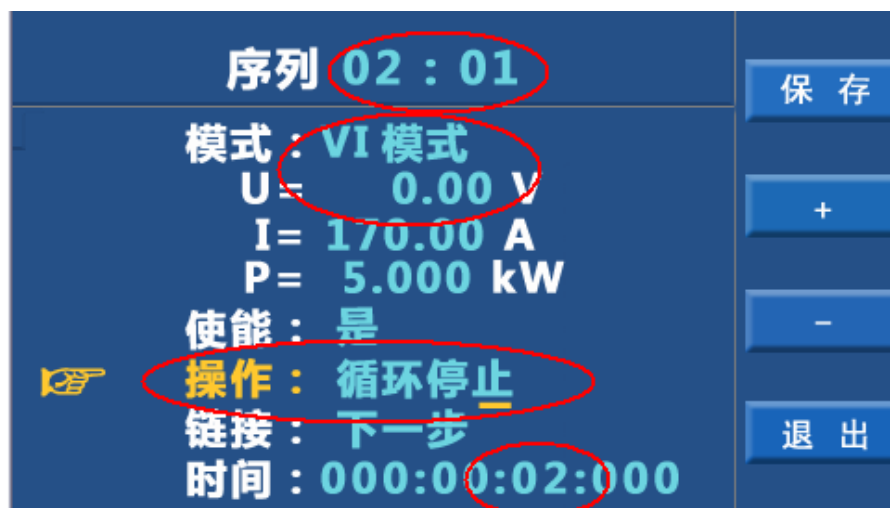 序列 02 : 01
模式：VI 模式
U= 0.00 V
I= 170.00 A
P= 5.000 kW
使能： 是
操作： 循环停止
链接： 下一步
时间：000:00:02:000
保 存
+
−
退 出